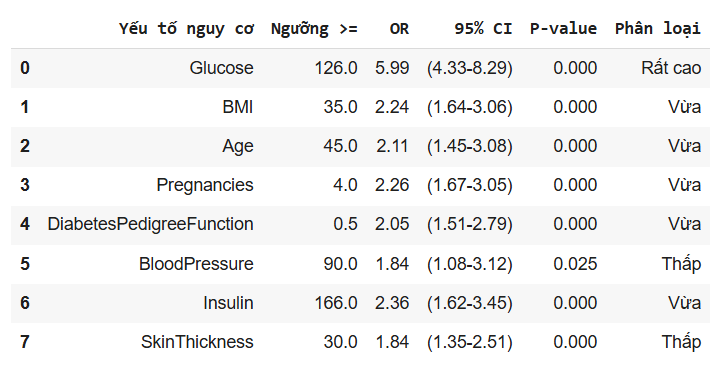 Yếu tố nguy cơ Ngưỡng >= OR 95% CI P-value Phân loại
0 Glucose 126.0 5.99 (4.33-8.29) 0.000 Rất cao
1 BMI 35.0 2.24 (1.64-3.06) 0.000 Vừa
2 Age 45.0 2.11 (1.45-3.08) 0.000 Vừa
3 Pregnancies 4.0 2.26 (1.67-3.05) 0.000 Vừa
4 DiabetesPedigreeFunction 0.5 2.05 (1.51-2.79) 0.000 Vừa
5 BloodPressure 90.0 1.84 (1.08-3.12) 0.025 Thấp
6 Insulin 166.0 2.36 (1.62-3.45) 0.000 Vừa
7 SkinThickness 30.0 1.84 (1.35-2.51) 0.000 Thấp